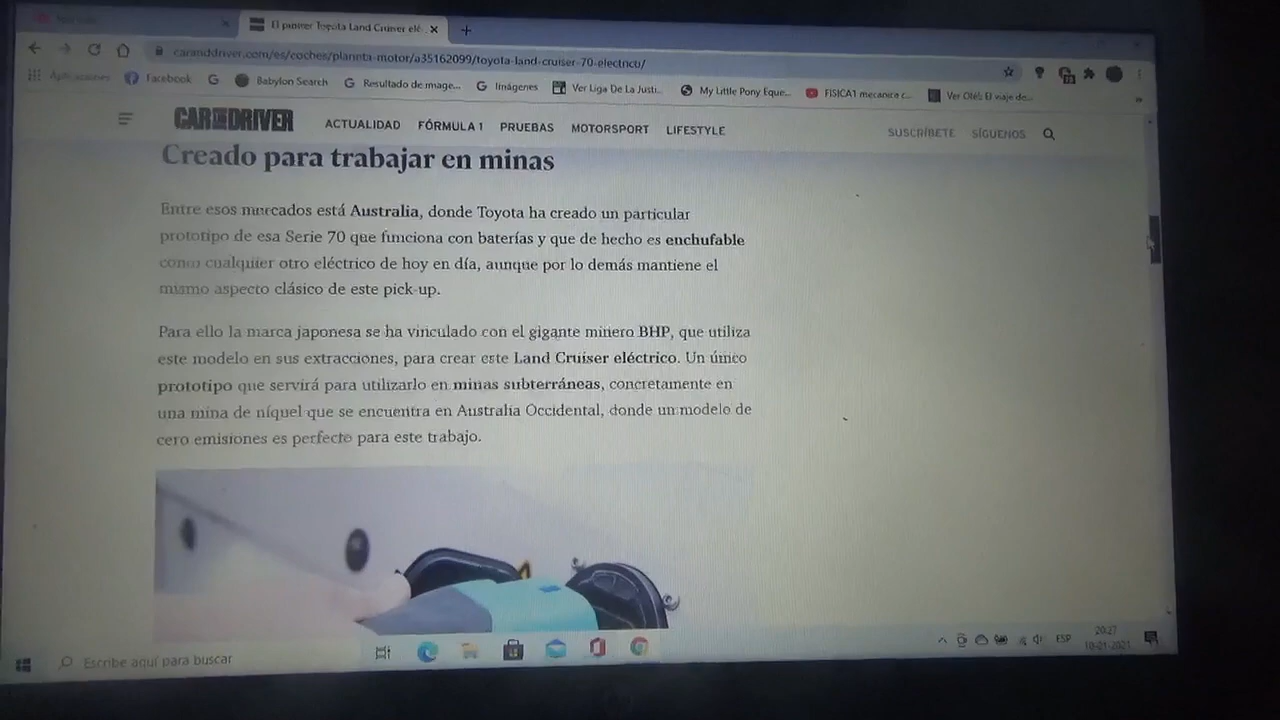 El primer Toyota Land Cruiser elé
caranddriver.com/es/coches/planeta-motor/a35162099/toyota-land-cruiser-70-electrico/
Aplicaciones Facebook Babylon Search Resultado de image... Imágenes Ver Liga De La Justi... My Little Pony Eque... FISICA1 mecanica c... Ver Olés: El viaje de...
CAR AND DRIVER ACTUALIDAD FÓRMULA 1 PRUEBAS MOTORSPORT LIFESTYLE SUSCRÍBETE SÍGUENOS
Creado para trabajar en minas
Entre esos mercados está Australia, donde Toyota ha creado un particular
prototipo de esa Serie 70 que funciona con baterías y que de hecho es enchufable
como cualquier otro eléctrico de hoy en día, aunque por lo demás mantiene el
mismo aspecto clásico de este pick-up.
Para ello la marca japonesa se ha vinculado con el gigante minero BHP, que utiliza
este modelo en sus extracciones, para crear este Land Cruiser eléctrico. Un único
prototipo que servirá para utilizarlo en minas subterráneas, concretamente en
una mina de níquel que se encuentra en Australia Occidental, donde un modelo de
cero emisiones es perfecto para este trabajo.
Escribe aquí para buscar ESP 20:27
10-01-2021